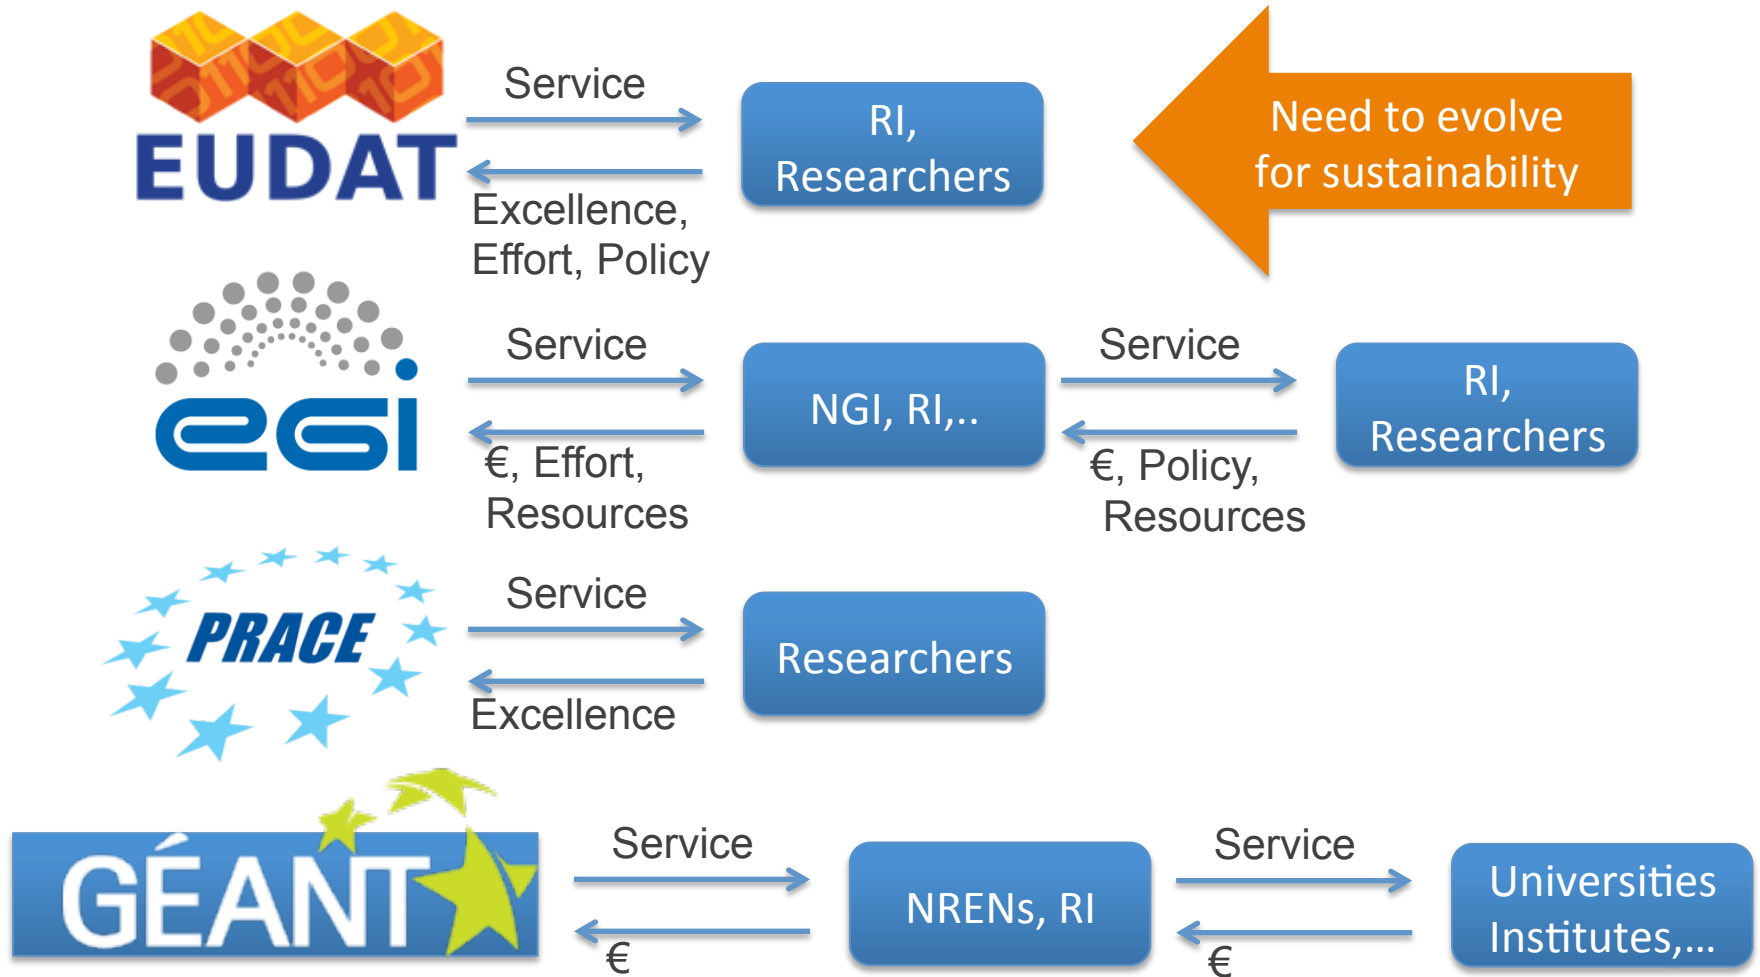 Service
EUDAT
RI,
Researchers
Need to evolve
for sustainability
Excellence,
Effort, Policy
egi
Service
NGI, RI,..
Service
RI,
Researchers
€, Effort,
Resources
€, Policy,
Resources
PRACE
Service
Researchers
Excellence
GÉANT
Service
NRENs, RI
Service
Universities
Institutes,...
€
€